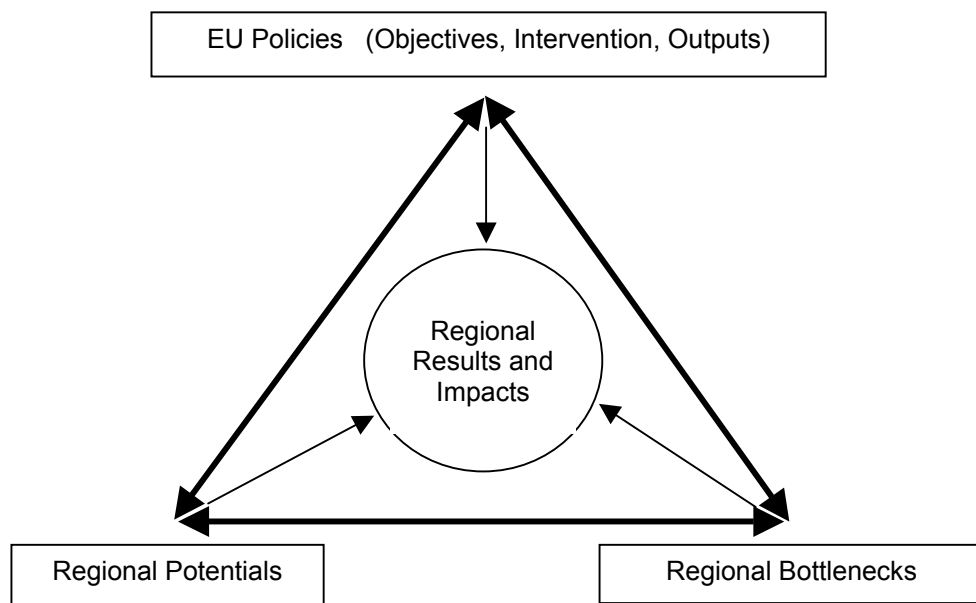 EU Policies (Objectives, Intervention, Outputs)
Regional
Results and
Impacts
Regional Potentials
Regional Bottlenecks